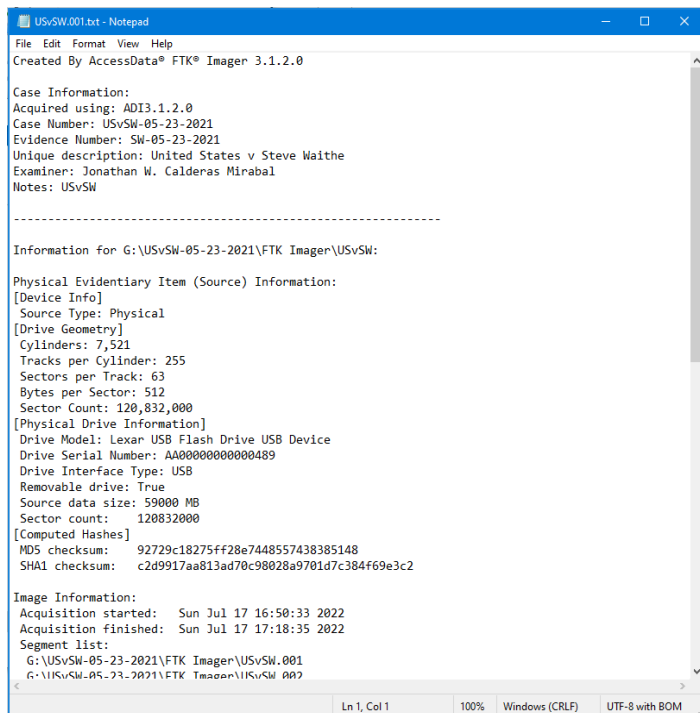 USvSW.001.txt - Notepad
File Edit Format View Help
Created By AccessData® FTK® Imager 3.1.2.0
Case Information:
Acquired using: ADI3.1.2.0
Case Number: USvSW-05-23-2021
Evidence Number: SW-05-23-2021
Unique description: United States v Steve Waithe
Examiner: Jonathan W. Calderas Mirabal
Notes: USvSW
--------------------------------------------------------------
Information for G:\USvSW-05-23-2021\FTK Imager\USvSW:
Physical Evidentiary Item (Source) Information:
[Device Info]
Source Type: Physical
[Drive Geometry]
Cylinders: 7,521
Tracks per Cylinder: 255
Sectors per Track: 63
Bytes per Sector: 512
Sector Count: 120,832,000
[Physical Drive Information]
Drive Model: Lexar USB Flash Drive USB Device
Drive Serial Number: AA00000000000489
Drive Interface Type: USB
Removable drive: True
Source data size: 59000 MB
Sector count: 120832000
[Computed Hashes]
MD5 checksum: 92729c18275ff28e7448557438385148
SHA1 checksum: c2d9917aa813ad70c98028a9701d7c384f69e3c2
Image Information:
Acquisition started: Sun Jul 17 16:50:33 2022
Acquisition finished: Sun Jul 17 17:18:35 2022
Segment list:
G:\USvSW-05-23-2021\FTK Imager\USvSW.001
G:\USvSW-05-23-2021\FTK Imager\USvSW.002
Ln 1, Col 1 100% Windows (CRLF) UTF-8 with BOM